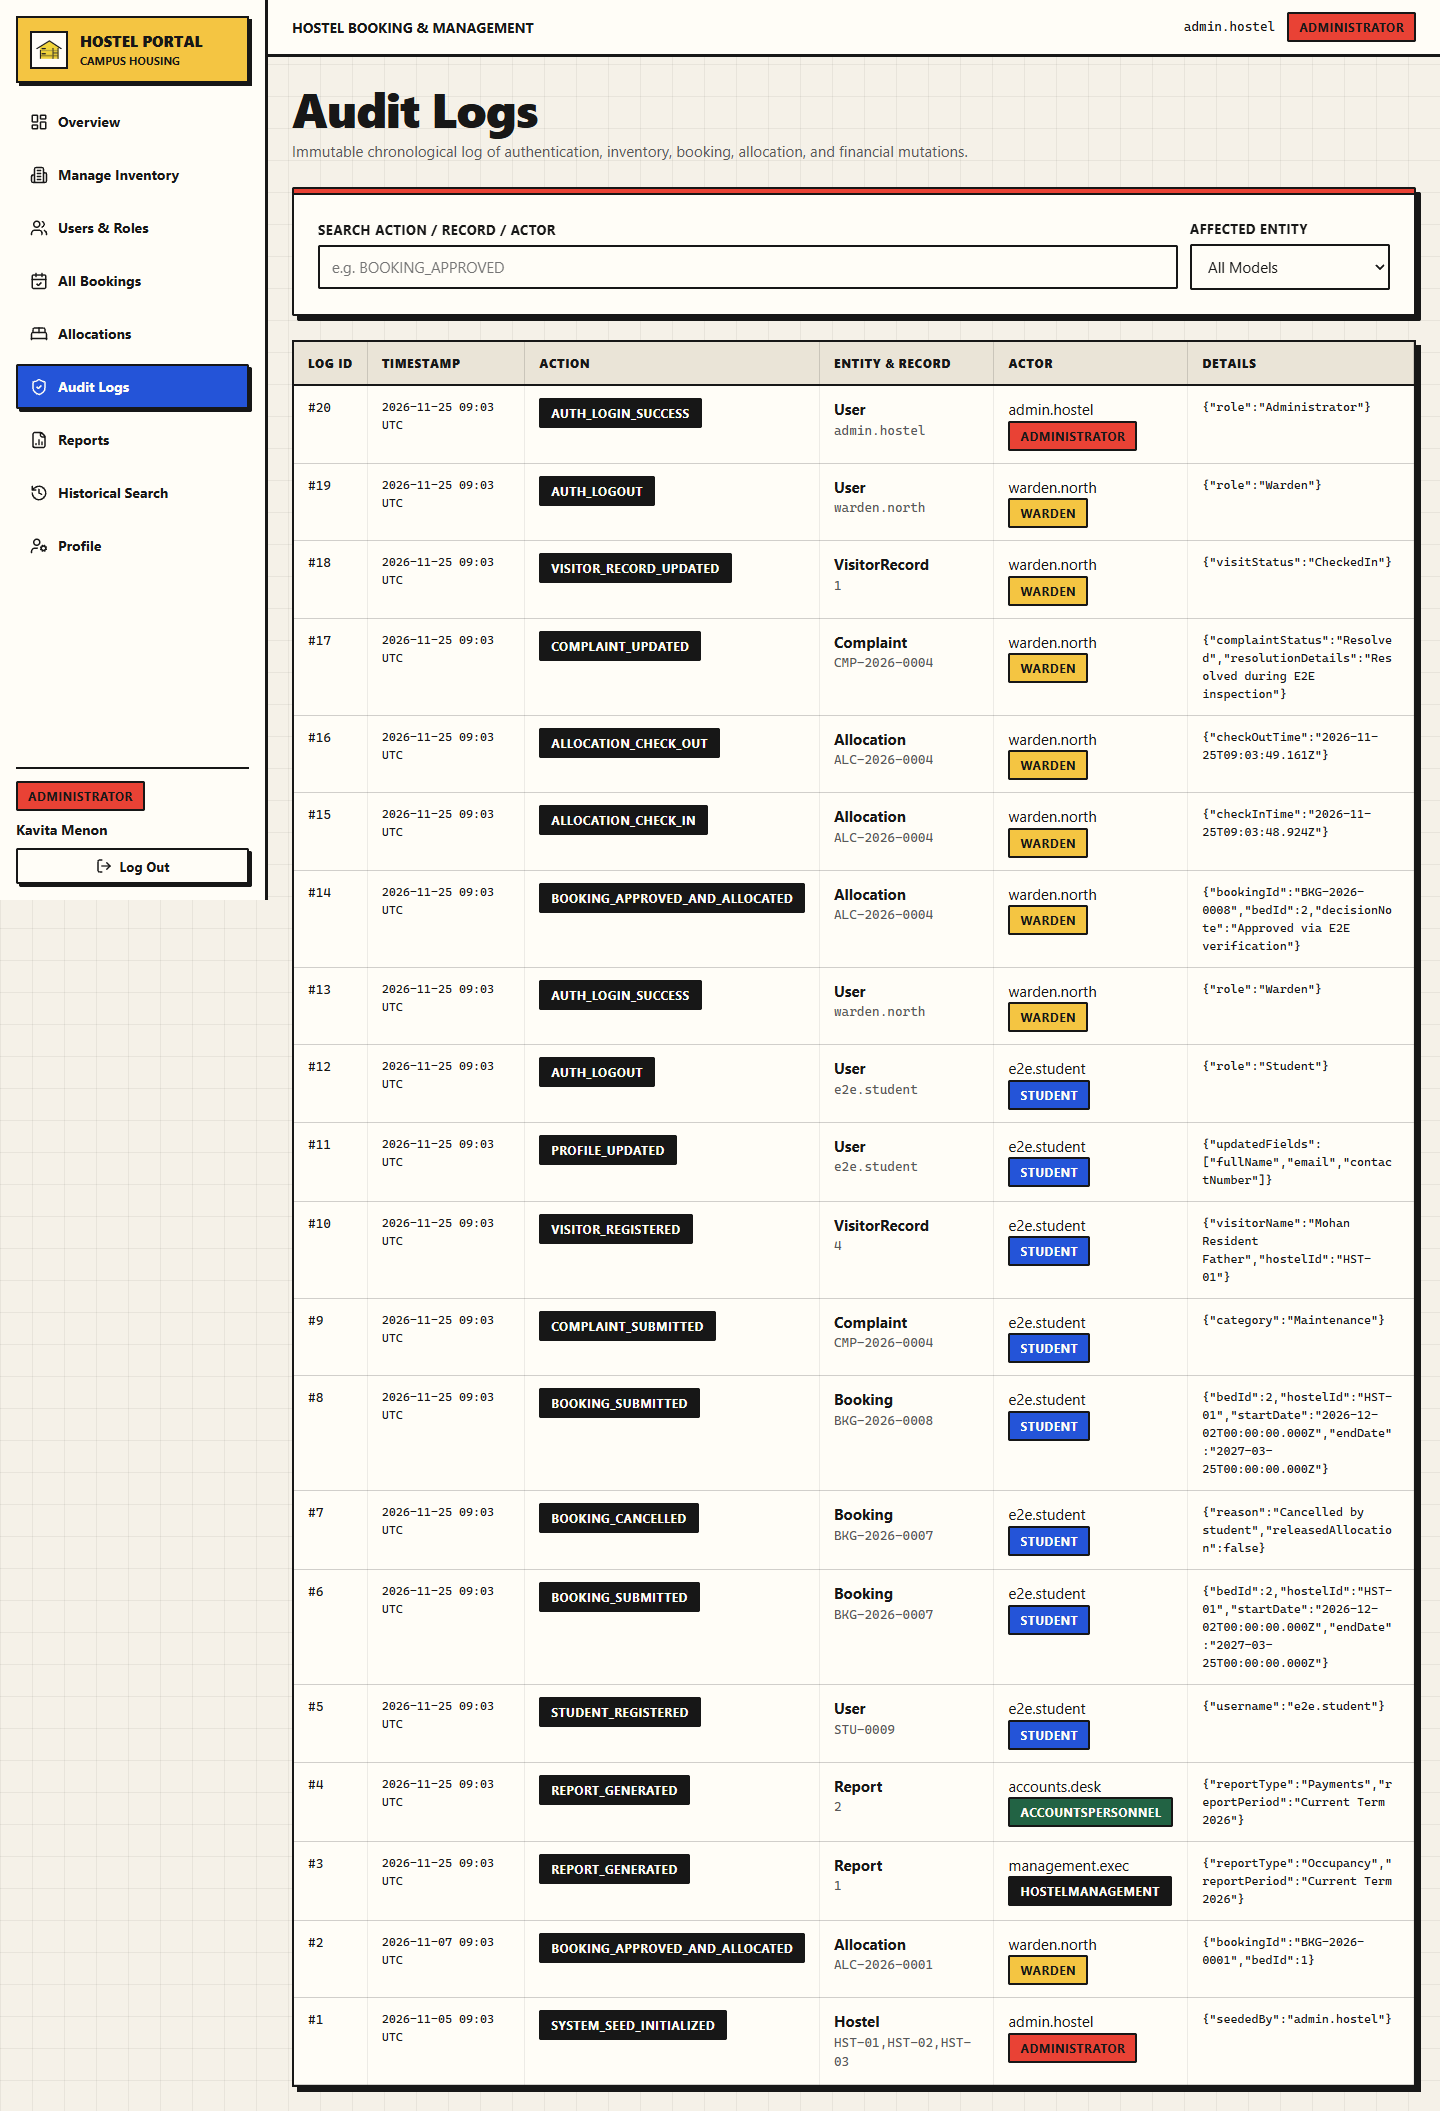 HOSTEL PORTAL
CAMPUS HOUSING
Overview
Manage Inventory
Users & Roles
All Bookings
Allocations
Audit Logs
Reports
Historical Search
Profile
ADMINISTRATOR
Kavita Menon
Log Out
HOSTEL BOOKING & MANAGEMENT
admin.hostel
ADMINISTRATOR
Audit Logs
Immutable chronological log of authentication, inventory, booking, allocation, and financial mutations.
SEARCH ACTION / RECORD / ACTOR
e.g. BOOKING_APPROVED
AFFECTED ENTITY
All Models
LOG ID TIMESTAMP ACTION ENTITY & RECORD ACTOR DETAILS
#20
2026-11-25 09:03
UTC
AUTH_LOGIN_SUCCESS
User
admin.hostel
admin.hostel
ADMINISTRATOR
{"role":"Administrator"}
#19
2026-11-25 09:03
UTC
AUTH_LOGOUT
User
warden.north
warden.north
WARDEN
{"role":"Warden"}
#18
2026-11-25 09:03
UTC
VISITOR_RECORD_UPDATED
VisitorRecord
1
warden.north
WARDEN
{"visitStatus":"CheckedIn"}
#17
2026-11-25 09:03
UTC
COMPLAINT_UPDATED
Complaint
CMP-2026-0004
warden.north
WARDEN
{"complaintStatus":"Resolve
d","resolutionDetails":"Res
olved during E2E
inspection"}
#16
2026-11-25 09:03
UTC
ALLOCATION_CHECK_OUT
Allocation
ALC-2026-0004
warden.north
WARDEN
{"checkOutTime":"2026-11-
25T09:03:49.161Z"}
#15
2026-11-25 09:03
UTC
ALLOCATION_CHECK_IN
Allocation
ALC-2026-0004
warden.north
WARDEN
{"checkInTime":"2026-11-
25T09:03:48.924Z"}
#14
2026-11-25 09:03
UTC
BOOKING_APPROVED_AND_ALLOCATED
Allocation
ALC-2026-0004
warden.north
WARDEN
{"bookingId":"BKG-2026-
0008","bedId":2,"decisionNo
te":"Approved via E2E
verification"}
#13
2026-11-25 09:03
UTC
AUTH_LOGIN_SUCCESS
User
warden.north
warden.north
WARDEN
{"role":"Warden"}
#12
2026-11-25 09:03
UTC
AUTH_LOGOUT
User
e2e.student
e2e.student
STUDENT
{"role":"Student"}
#11
2026-11-25 09:03
UTC
PROFILE_UPDATED
User
e2e.student
e2e.student
STUDENT
{"updatedFields":
["fullName","email","contac
tNumber"]}
#10
2026-11-25 09:03
UTC
VISITOR_REGISTERED
VisitorRecord
4
e2e.student
STUDENT
{"visitorName":"Mohan
Resident
Father","hostelId":"HST-
01"}
#9
2026-11-25 09:03
UTC
COMPLAINT_SUBMITTED
Complaint
CMP-2026-0004
e2e.student
STUDENT
{"category":"Maintenance"}
#8
2026-11-25 09:03
UTC
BOOKING_SUBMITTED
Booking
BKG-2026-0008
e2e.student
STUDENT
{"bedId":2,"hostelId":"HST-
01","startDate":"2026-12-
02T00:00:00.000Z","endDate"
:"2027-03-
25T00:00:00.000Z"}
#7
2026-11-25 09:03
UTC
BOOKING_CANCELLED
Booking
BKG-2026-0007
e2e.student
STUDENT
{"reason":"Cancelled by
student","releasedAllocatio
n":false}
#6
2026-11-25 09:03
UTC
BOOKING_SUBMITTED
Booking
BKG-2026-0007
e2e.student
STUDENT
{"bedId":2,"hostelId":"HST-
01","startDate":"2026-12-
02T00:00:00.000Z","endDate"
:"2027-03-
25T00:00:00.000Z"}
#5
2026-11-25 09:03
UTC
STUDENT_REGISTERED
User
STU-0009
e2e.student
STUDENT
{"username":"e2e.student"}
#4
2026-11-25 09:03
UTC
REPORT_GENERATED
Report
2
accounts.desk
ACCOUNTSPERSONNEL
{"reportType":"Payments","r
eportPeriod":"Current Term
2026"}
#3
2026-11-25 09:03
UTC
REPORT_GENERATED
Report
1
management.exec
HOSTELMANAGEMENT
{"reportType":"Occupancy","
reportPeriod":"Current Term
2026"}
#2
2026-11-07 09:03
UTC
BOOKING_APPROVED_AND_ALLOCATED
Allocation
ALC-2026-0001
warden.north
WARDEN
{"bookingId":"BKG-2026-
0001","bedId":1}
#1
2026-11-05 09:03
UTC
SYSTEM_SEED_INITIALIZED
Hostel
HST-01,HST-02,HST-
03
admin.hostel
ADMINISTRATOR
{"seededBy":"admin.hostel"}